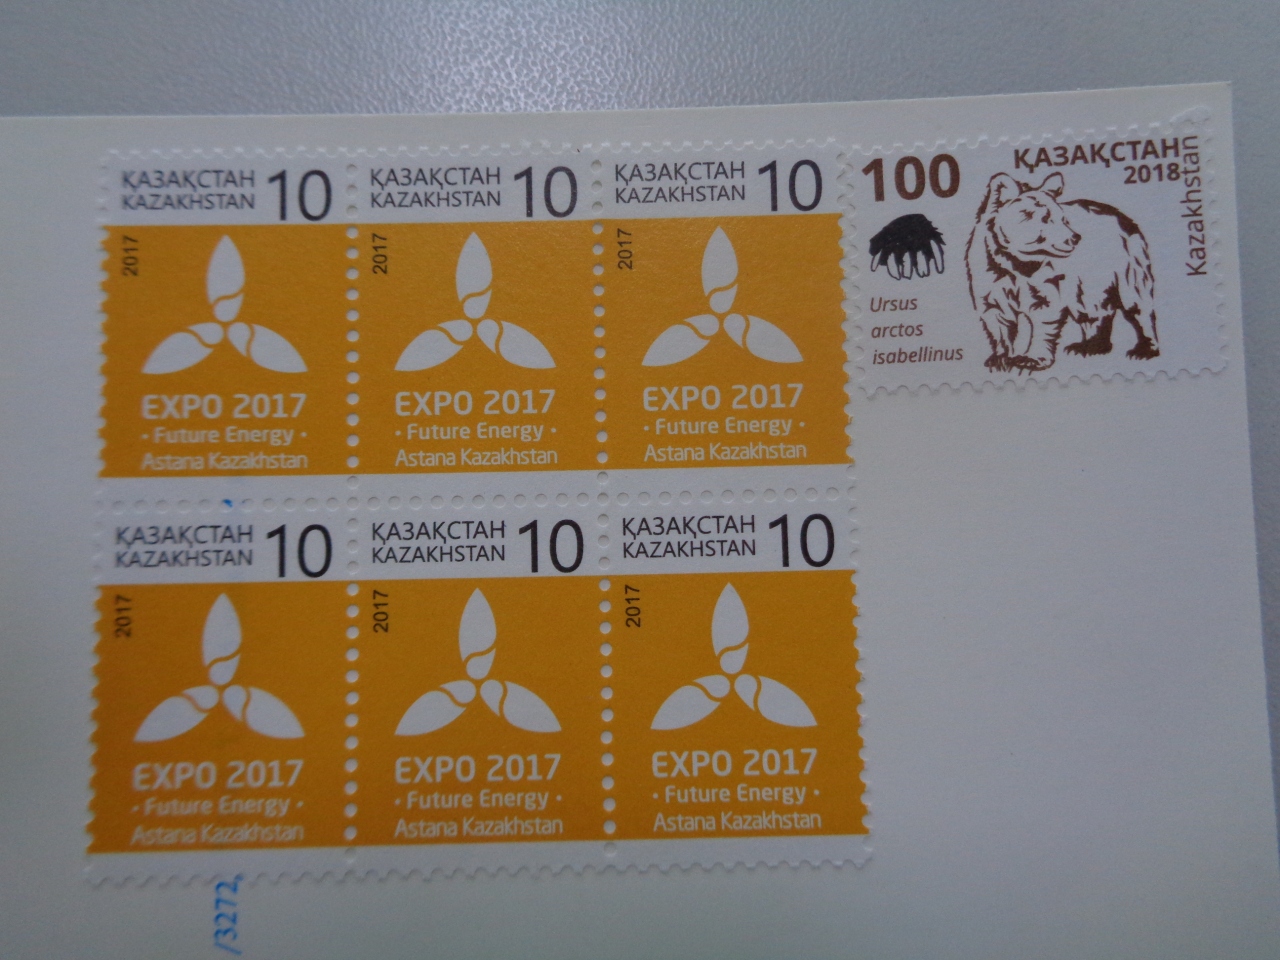 ҚАЗАҚСТАН
KAZAKHSTAN
10
2017
EXPO 2017
· Future Energy ·
Astana Kazakhstan
ҚАЗАҚСТАН
KAZAKHSTAN
10
2017
EXPO 2017
· Future Energy ·
Astana Kazakhstan
ҚАЗАҚСТАН
KAZAKHSTAN
10
2017
EXPO 2017
· Future Energy ·
Astana Kazakhstan
100
ҚАЗАҚСТАН
2018
Kazakhstan
Ursus
arctos
isabellinus
ҚАЗАҚСТАН
KAZAKHSTAN
10
2017
EXPO 2017
· Future Energy ·
Astana Kazakhstan
ҚАЗАҚСТАН
KAZAKHSTAN
10
2017
EXPO 2017
· Future Energy ·
Astana Kazakhstan
ҚАЗАҚСТАН
KAZAKHSTAN
10
2017
EXPO 2017
· Future Energy ·
Astana Kazakhstan
/3272,